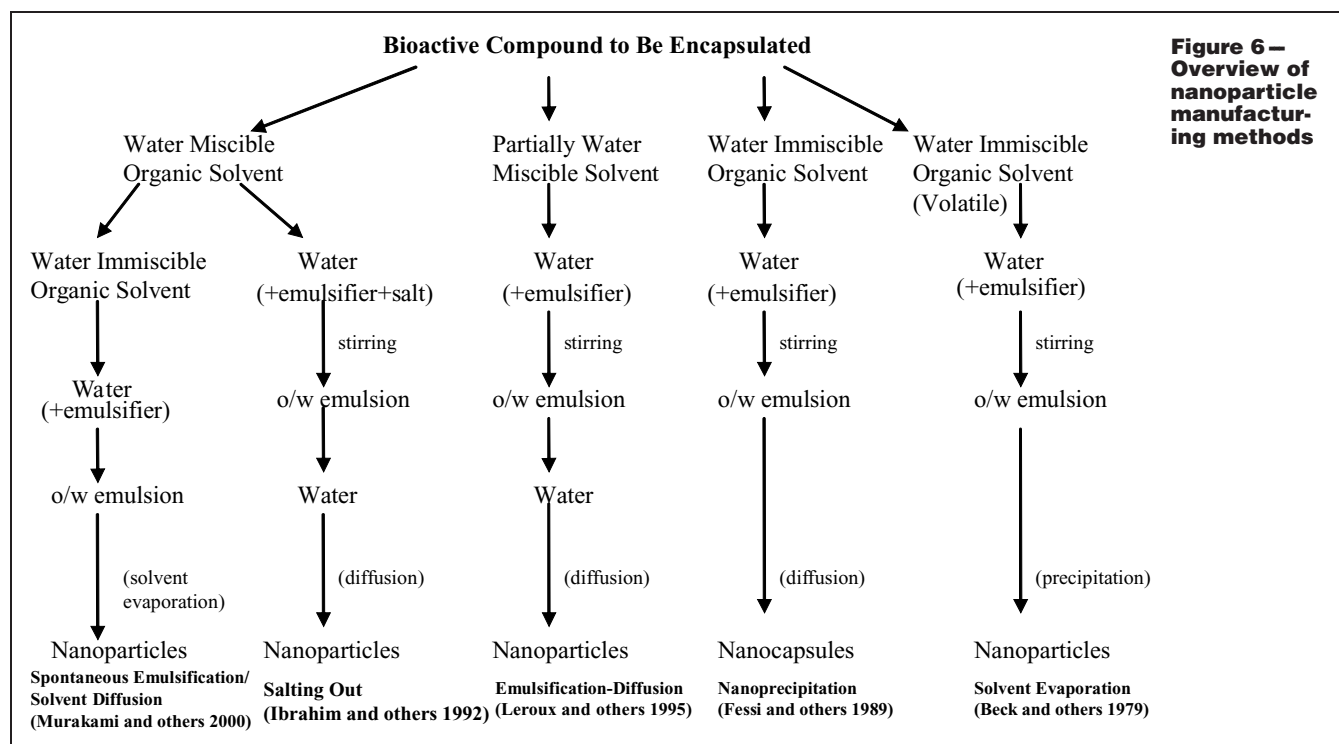 Bioactive Compound to Be Encapsulated
Figure 6—
Overview of
nanoparticle
manufactur-
ing methods
Water Miscible
Organic Solvent
Partially Water
Miscible Solvent
Water Immiscible
Organic Solvent
Water Immiscible
Organic Solvent
(Volatile)
Water Immiscible
Organic Solvent
Water
(+emulsifier+salt)
Water
(+emulsifier)
Water
(+emulsifier)
Water
(+emulsifier)
stirring
stirring
stirring
stirring
Water
(+emulsifier)
o/w emulsion
o/w emulsion
o/w emulsion
o/w emulsion
o/w emulsion
Water
Water
(solvent
evaporation)
(diffusion)
(diffusion)
(diffusion)
(precipitation)
Nanoparticles
Spontaneous Emulsification/
Solvent Diffusion
(Murakami and others 2000)
Nanoparticles
Salting Out
(Ibrahim and others 1992)
Nanoparticles
Emulsification-Diffusion
(Leroux and others 1995)
Nanocapsules
Nanoprecipitation
(Fessi and others 1989)
Nanoparticles
Solvent Evaporation
(Beck and others 1979)